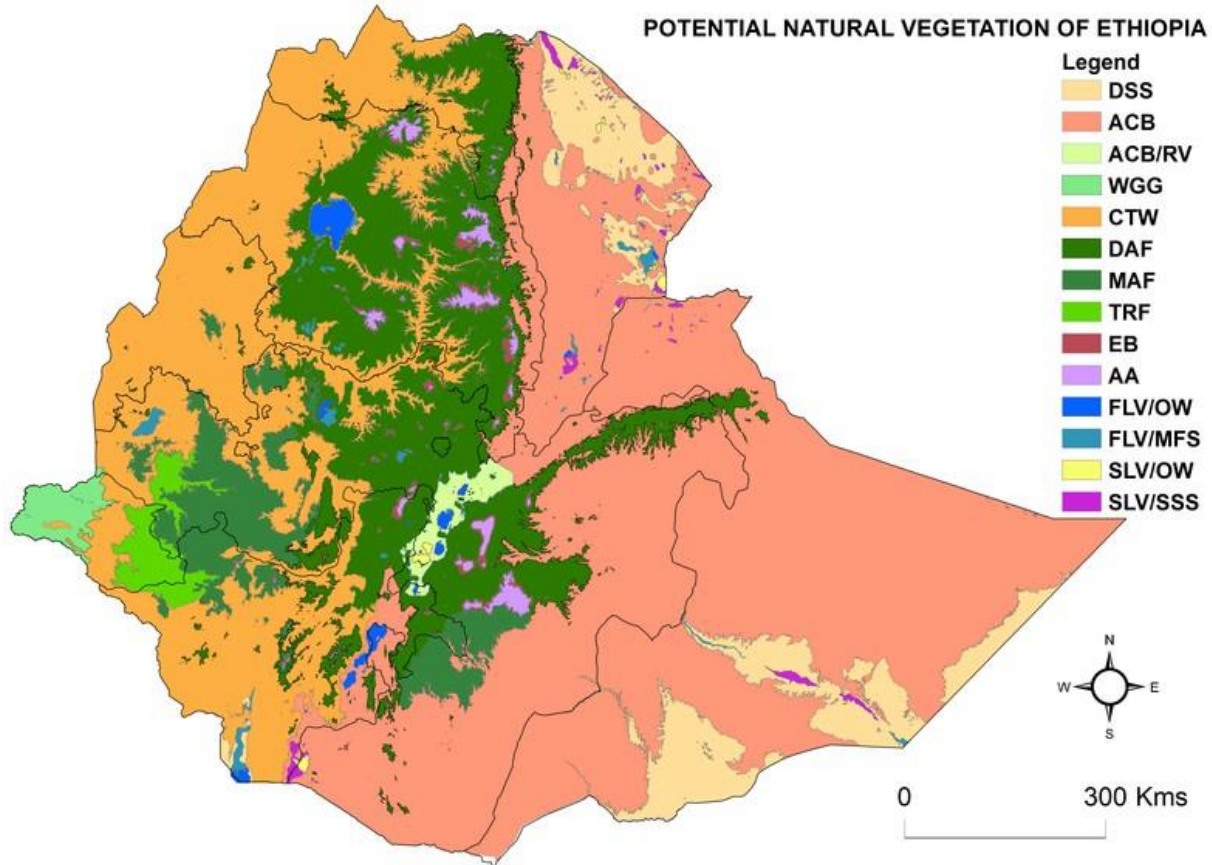 POTENTIAL NATURAL VEGETATION OF ETHIOPIA
Legend
DSS
ACB
ACB/RV
WGG
CTW
DAF
MAF
TRF
EB
AA
FLV/OW
FLV/MFS
SLV/OW
SLV/SSS
N
W E
S
0 300 Kms